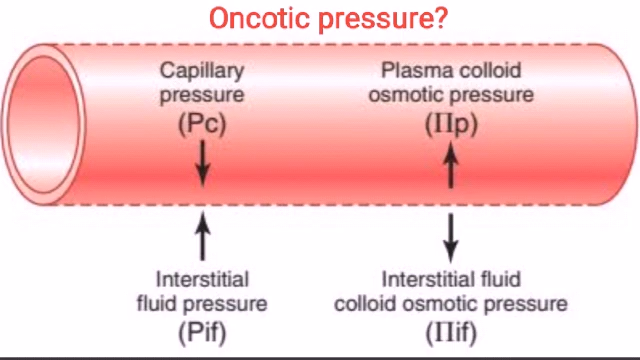 Oncotic pressure?
Capillary
pressure
(Pc)
Plasma colloid
osmotic pressure
(Πp)
Interstitial
fluid pressure
(Pif)
Interstitial fluid
colloid osmotic pressure
(Πif)